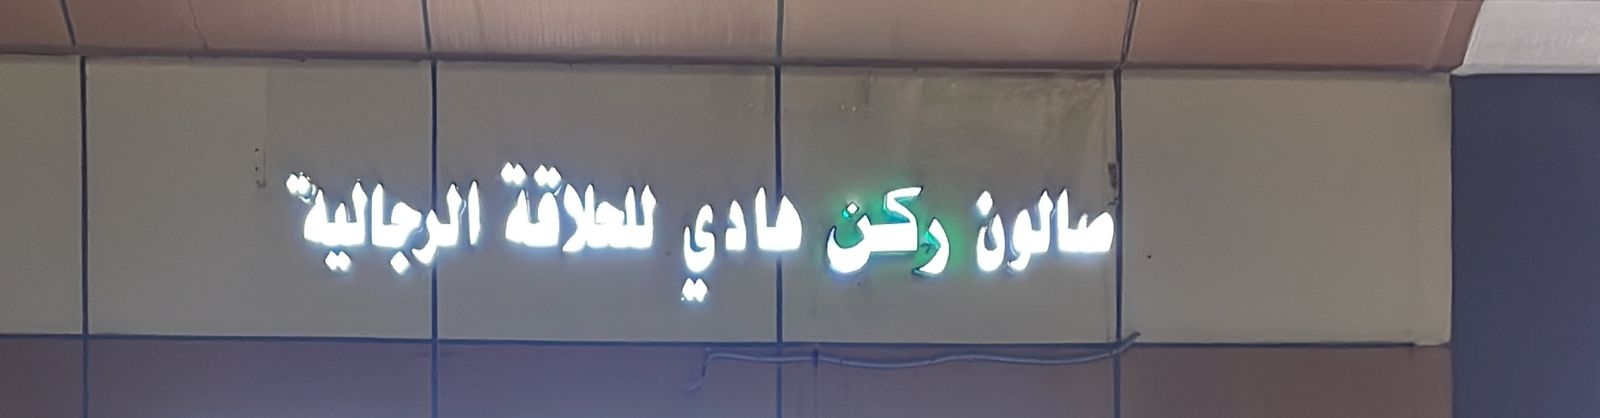 صالون ركن هادي للحلاقة الرجالية